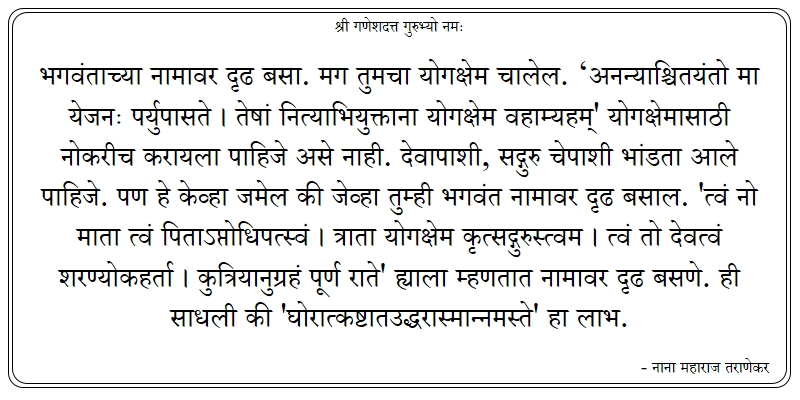 श्री गणेशदत्त गुरुभ्यो नमः
भगवंताच्या नामावर दृढ बसा. मग तुमचा योगक्षेम चालेल. ‘अनन्याश्चितयंतो मा
येजनः पर्युपासते । तेषां नित्याभियुक्ताना योगक्षेम वहाम्यहम्' योगक्षेमासाठी
नोकरीच करायला पाहिजे असे नाही. देवापाशी, सद्गुरु चेपाशी भांडता आले
पाहिजे. पण हे केव्हा जमेल की जेव्हा तुम्ही भगवंत नामावर दृढ बसाल. 'त्वं नो
माता त्वं पिताऽप्तोधिपत्स्वं । त्राता योगक्षेम कृत्सद्गुरुस्त्वम । त्वं तो देवत्वं
शरण्योकहर्ता । कुत्रियानुग्रहं पूर्ण राते' ह्याला म्हणतात नामावर दृढ बसणे. ही
साधली की 'घोरात्कष्टातउद्धरास्मान्नमस्ते' हा लाभ.
- नाना महाराज तराणेकर